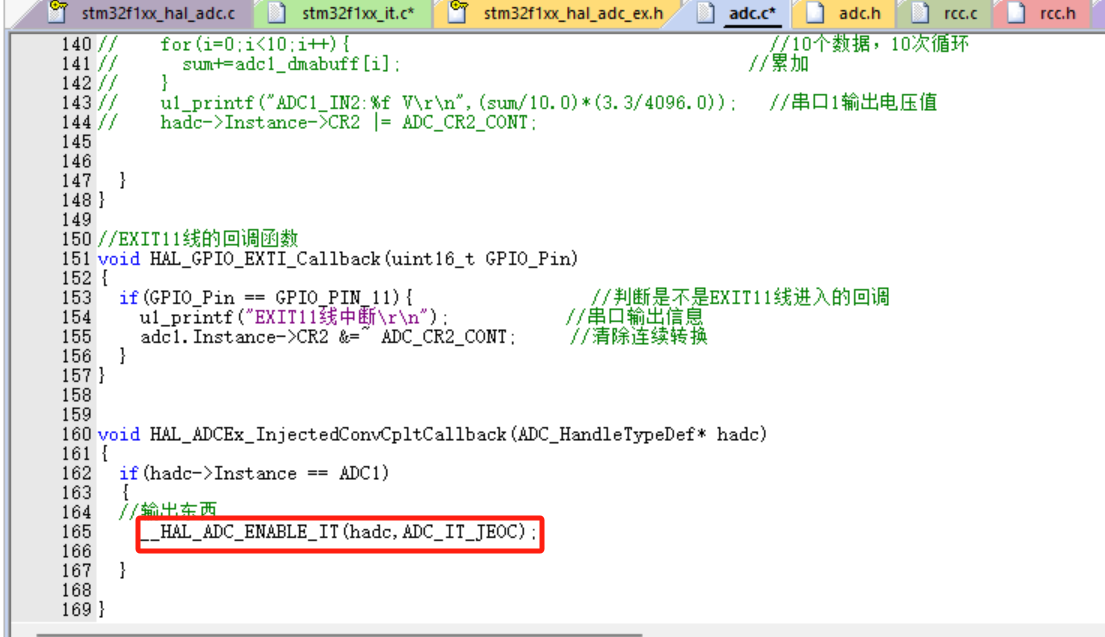 stm32f1xx_hal_adc.c stm32f1xx_it.c* stm32f1xx_hal_adc_ex.h adc.c* adc.h rcc.c rcc.h
140 // for(i=0;i<10;i++){ //10个数据，10次循环
141 // sum+=adc1_dmabuff[i]; //累加
142 // }
143 // u1_printf("ADC1_IN2:%f V\r\n",(sum/10.0)*(3.3/4096.0)); //串口1输出电压值
144 // hadc->Instance->CR2 |= ADC_CR2_CONT;
145
146
147 }
148 }
149
150 //EXIT11线的回调函数
151 void HAL_GPIO_EXTI_Callback(uint16_t GPIO_Pin)
152 {
153 if(GPIO_Pin == GPIO_PIN_11){ //判断是不是EXIT11线进入的回调
154 u1_printf("EXIT11线中断\r\n"); //串口输出信息
155 adc1.Instance->CR2 &=~ ADC_CR2_CONT; //清除连续转换
156 }
157 }
158
159
160 void HAL_ADCEx_InjectedConvCpltCallback(ADC_HandleTypeDef* hadc)
161 {
162 if(hadc->Instance == ADC1)
163 {
164 //输出东西
165 __HAL_ADC_ENABLE_IT(hadc,ADC_IT_JEOC);
166
167 }
168
169 }